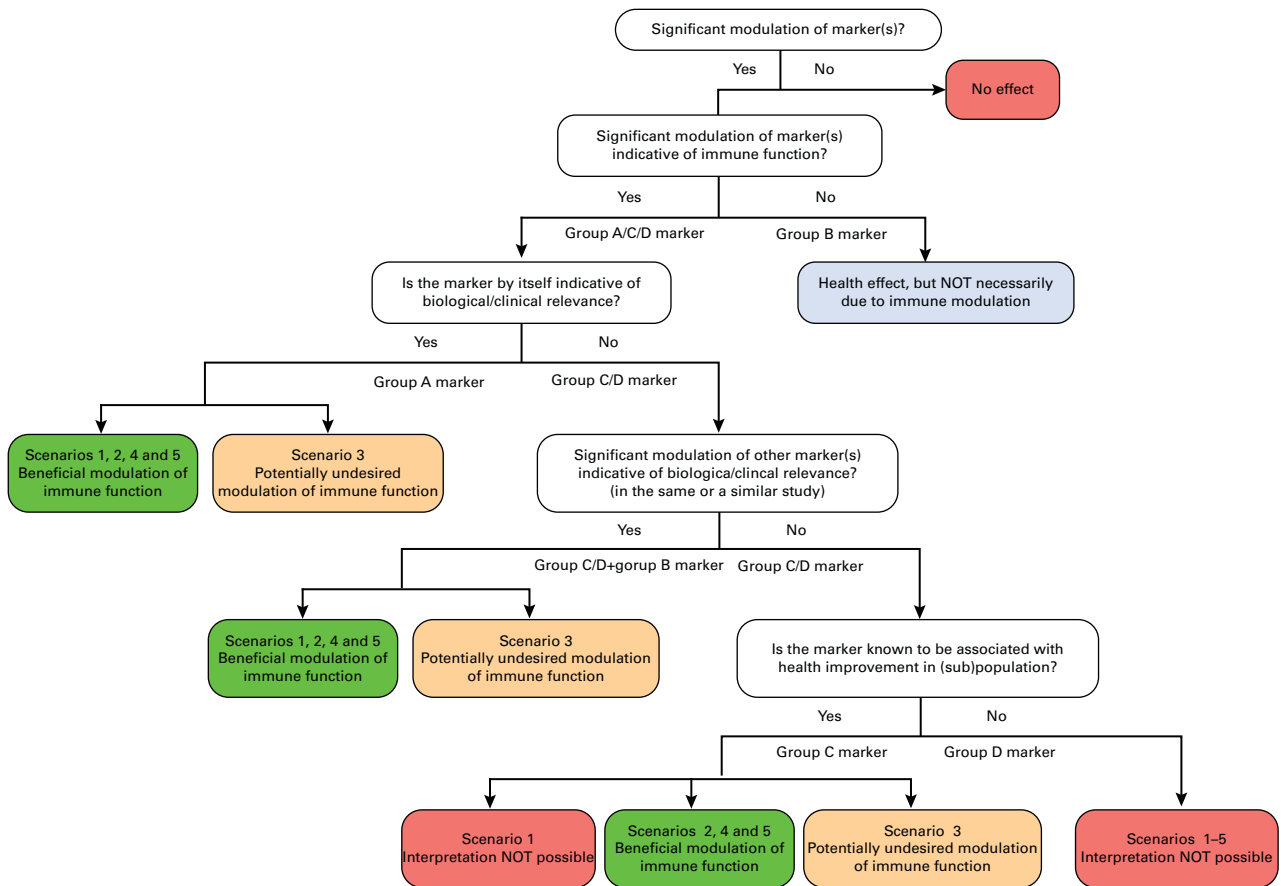 Significant modulation of marker(s)?
Yes
No
No effect
Significant modulation of marker(s)
indicative of immune function?
Yes
No
Group A/C/D marker
Group B marker
Is the marker by itself indicative of
biological/clinical relevance?
Health effect, but NOT necessarily
due to immune modulation
Yes
No
Group A marker
Group C/D marker
Scenarios 1, 2, 4 and 5
Beneficial modulation of
immune function
Scenario 3
Potentially undesired
modulation of immune function
Significant modulation of other marker(s)
indicative of biologica/clincal relevance?
(in the same or a similar study)
Yes
No
Group C/D+gorup B marker
Group C/D marker
Scenarios 1, 2, 4 and 5
Beneficial modulation of
immune function
Scenario 3
Potentially undesired modulation
of immune function
Is the marker known to be associated with
health improvement in (sub)population?
Yes
No
Group C marker
Group D marker
Scenario 1
Interpretation NOT possible
Scenarios 2, 4 and 5
Beneficial modulation of
immune function
Scenario 3
Potentially undesired modulation
of immune function
Scenarios 1–5
Interpretation NOT possible